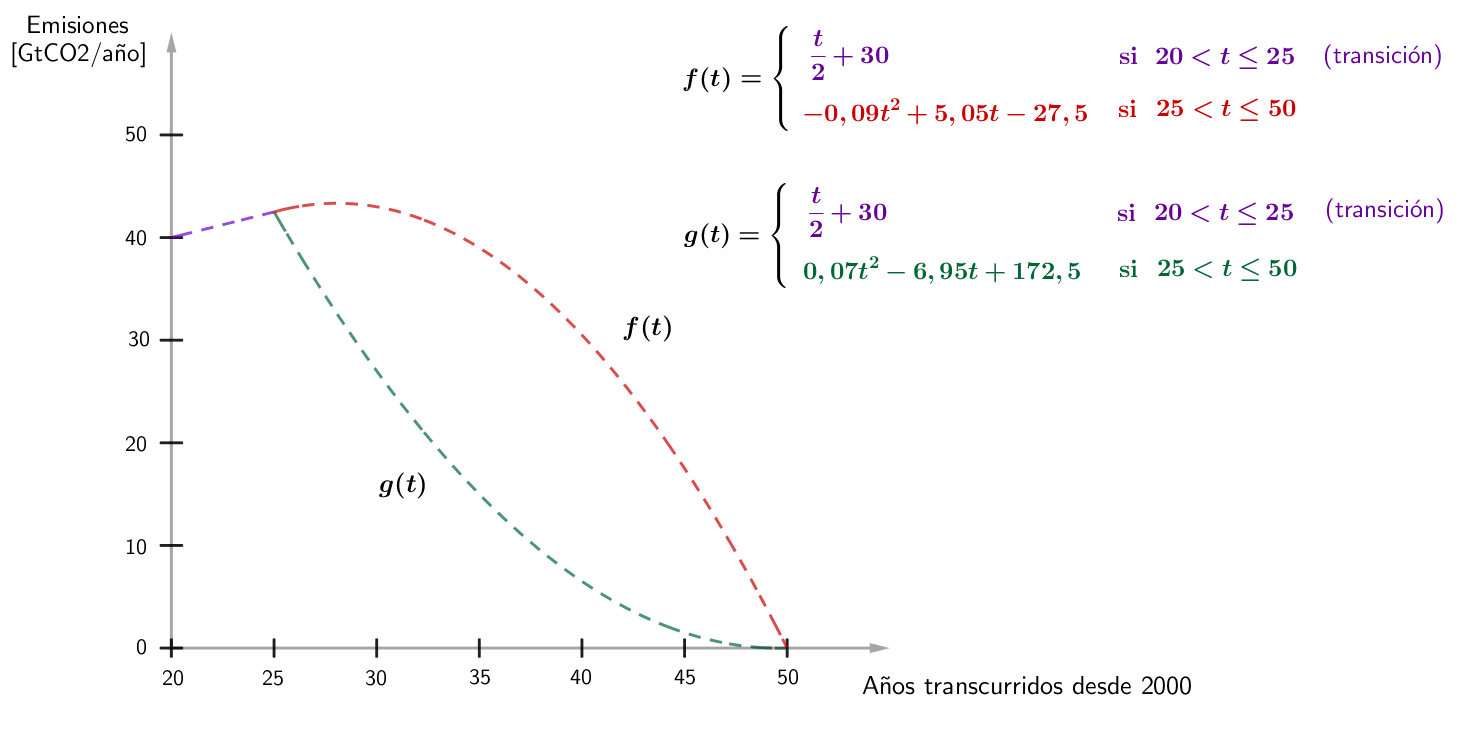 Emisiones
[GtCO2/año]
50
40
30
20
10
0
20 25 30 35 40 45 50
Años transcurridos desde 2000
f(t)
g(t)
f(t) = { t/2 + 30 si 20 < t ≤ 25 (transición)
−0,09t² + 5,05t − 27,5 si 25 < t ≤ 50
g(t) = { t/2 + 30 si 20 < t ≤ 25 (transición)
0,07t² − 6,95t + 172,5 si 25 < t ≤ 50